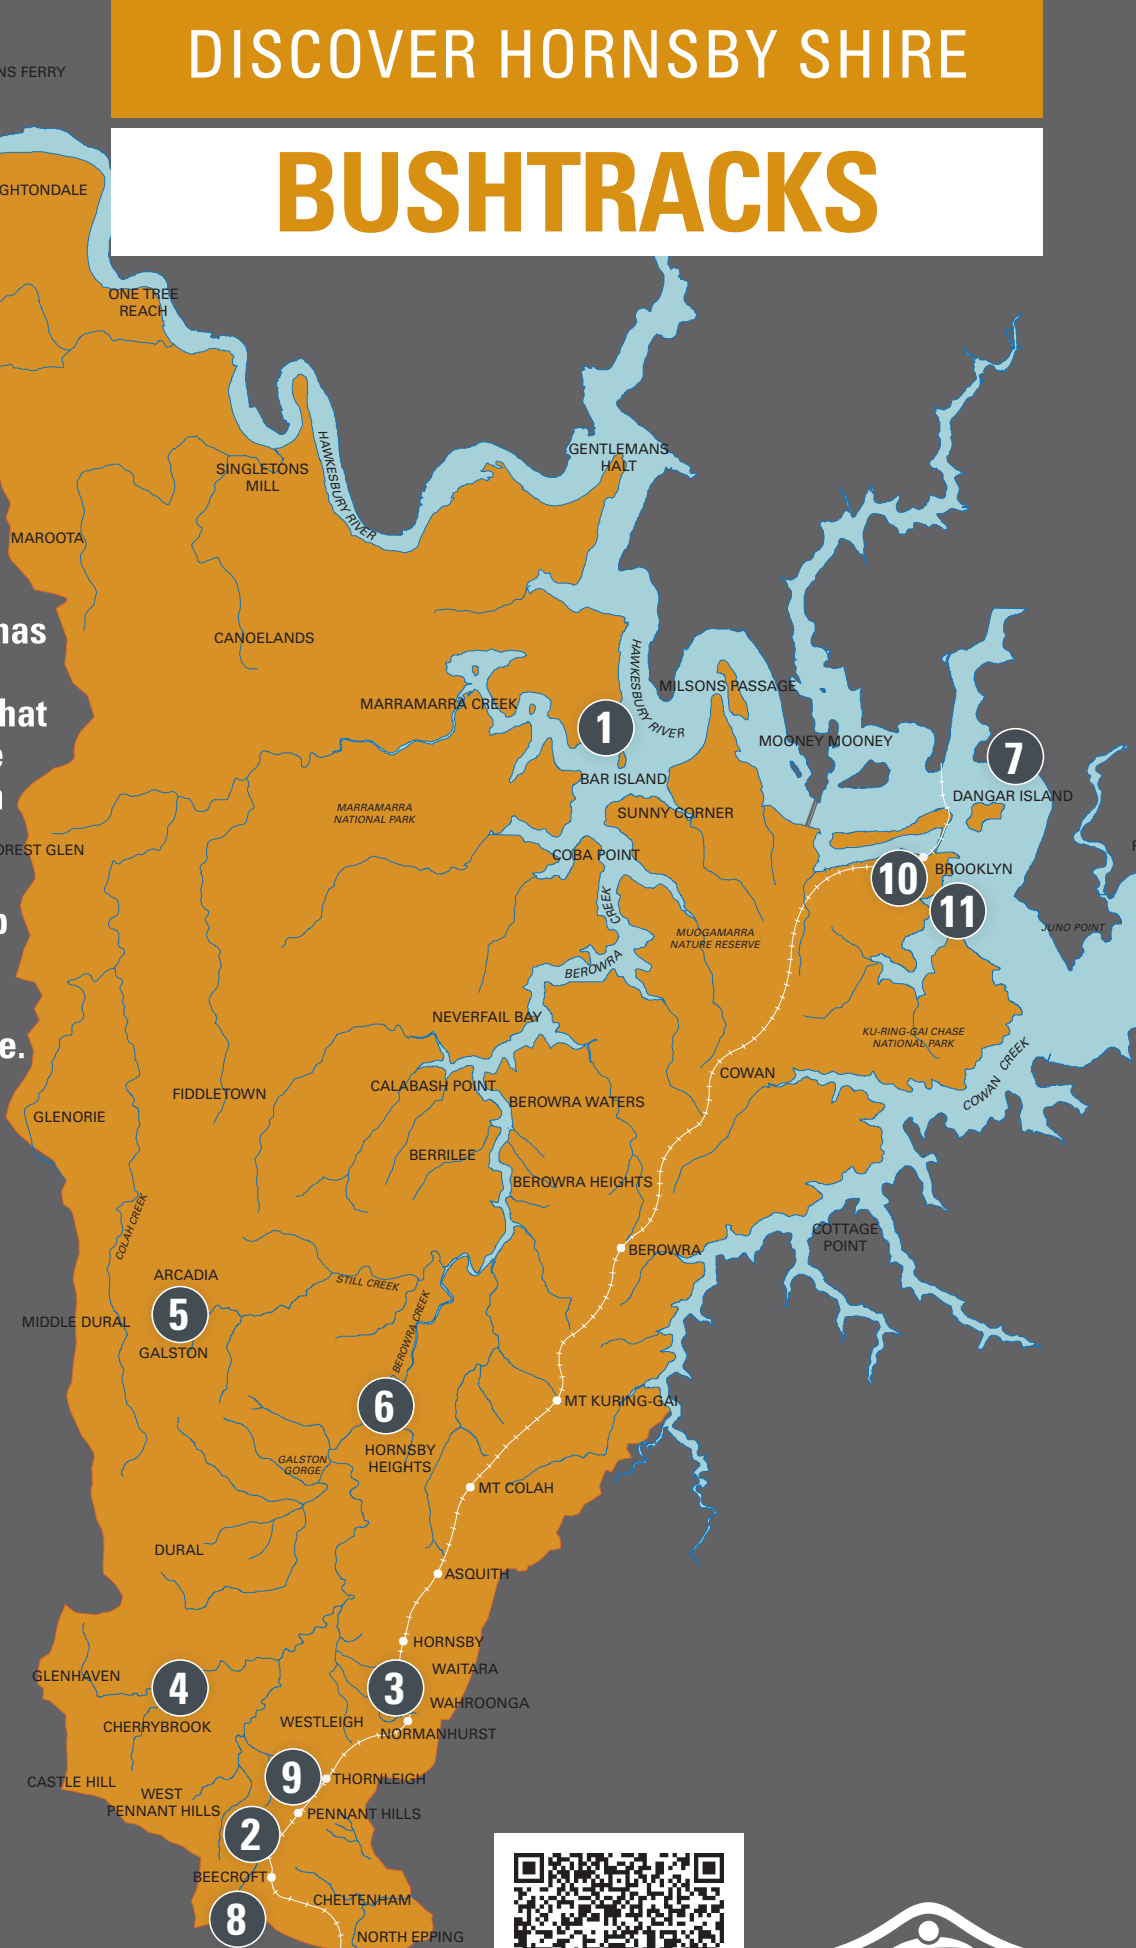 DISCOVER HORNSBY SHIRE
BUSHTRACKS
NS FERRY
GHTONDALE
ONE TREE
REACH
GENTLEMANS
HALT
SINGLETONS
MILL
HAWKESBURY RIVER
MAROOTA
nas
CANOELANDS
HAWKESBURY RIVER
MILSONS PASSAGE
MARRAMARRA CREEK
hat
1
MOONEY MOONEY
7
e
BAR ISLAND
DANGAR ISLAND
MARRAMARRA
NATIONAL PARK
SUNNY CORNER
OREST GLEN
COBA POINT
BROOKLYN
10
11
CREEK
BEROWRA
JUNO POINT
MUOGAMARRA
NATURE RESERVE
NEVERFAIL BAY
KU-RING-GAI CHASE
NATIONAL PARK
e.
COWAN
COWAN CREEK
CALABASH POINT
FIDDLETOWN
BEROWRA WATERS
GLENORIE
BERRILEE
BEROWRA HEIGHTS
COLAH CREEK
COTTAGE
POINT
BEROWRA
ARCADIA
STILL CREEK
5
MIDDLE DURAL
BEROWRA CREEK
GALSTON
6
MT KURING-GAI
HORNSBY
HEIGHTS
GALSTON
GORGE
MT COLAH
DURAL
ASQUITH
HORNSBY
WAITARA
GLENHAVEN
4
3
WAHROONGA
CHERRYBROOK
WESTLEIGH
NORMANHURST
9
THORNLEIGH
CASTLE HILL
WEST
PENNANT HILLS
PENNANT HILLS
2
BEECROFT
CHELTENHAM
8
NORTH EPPING